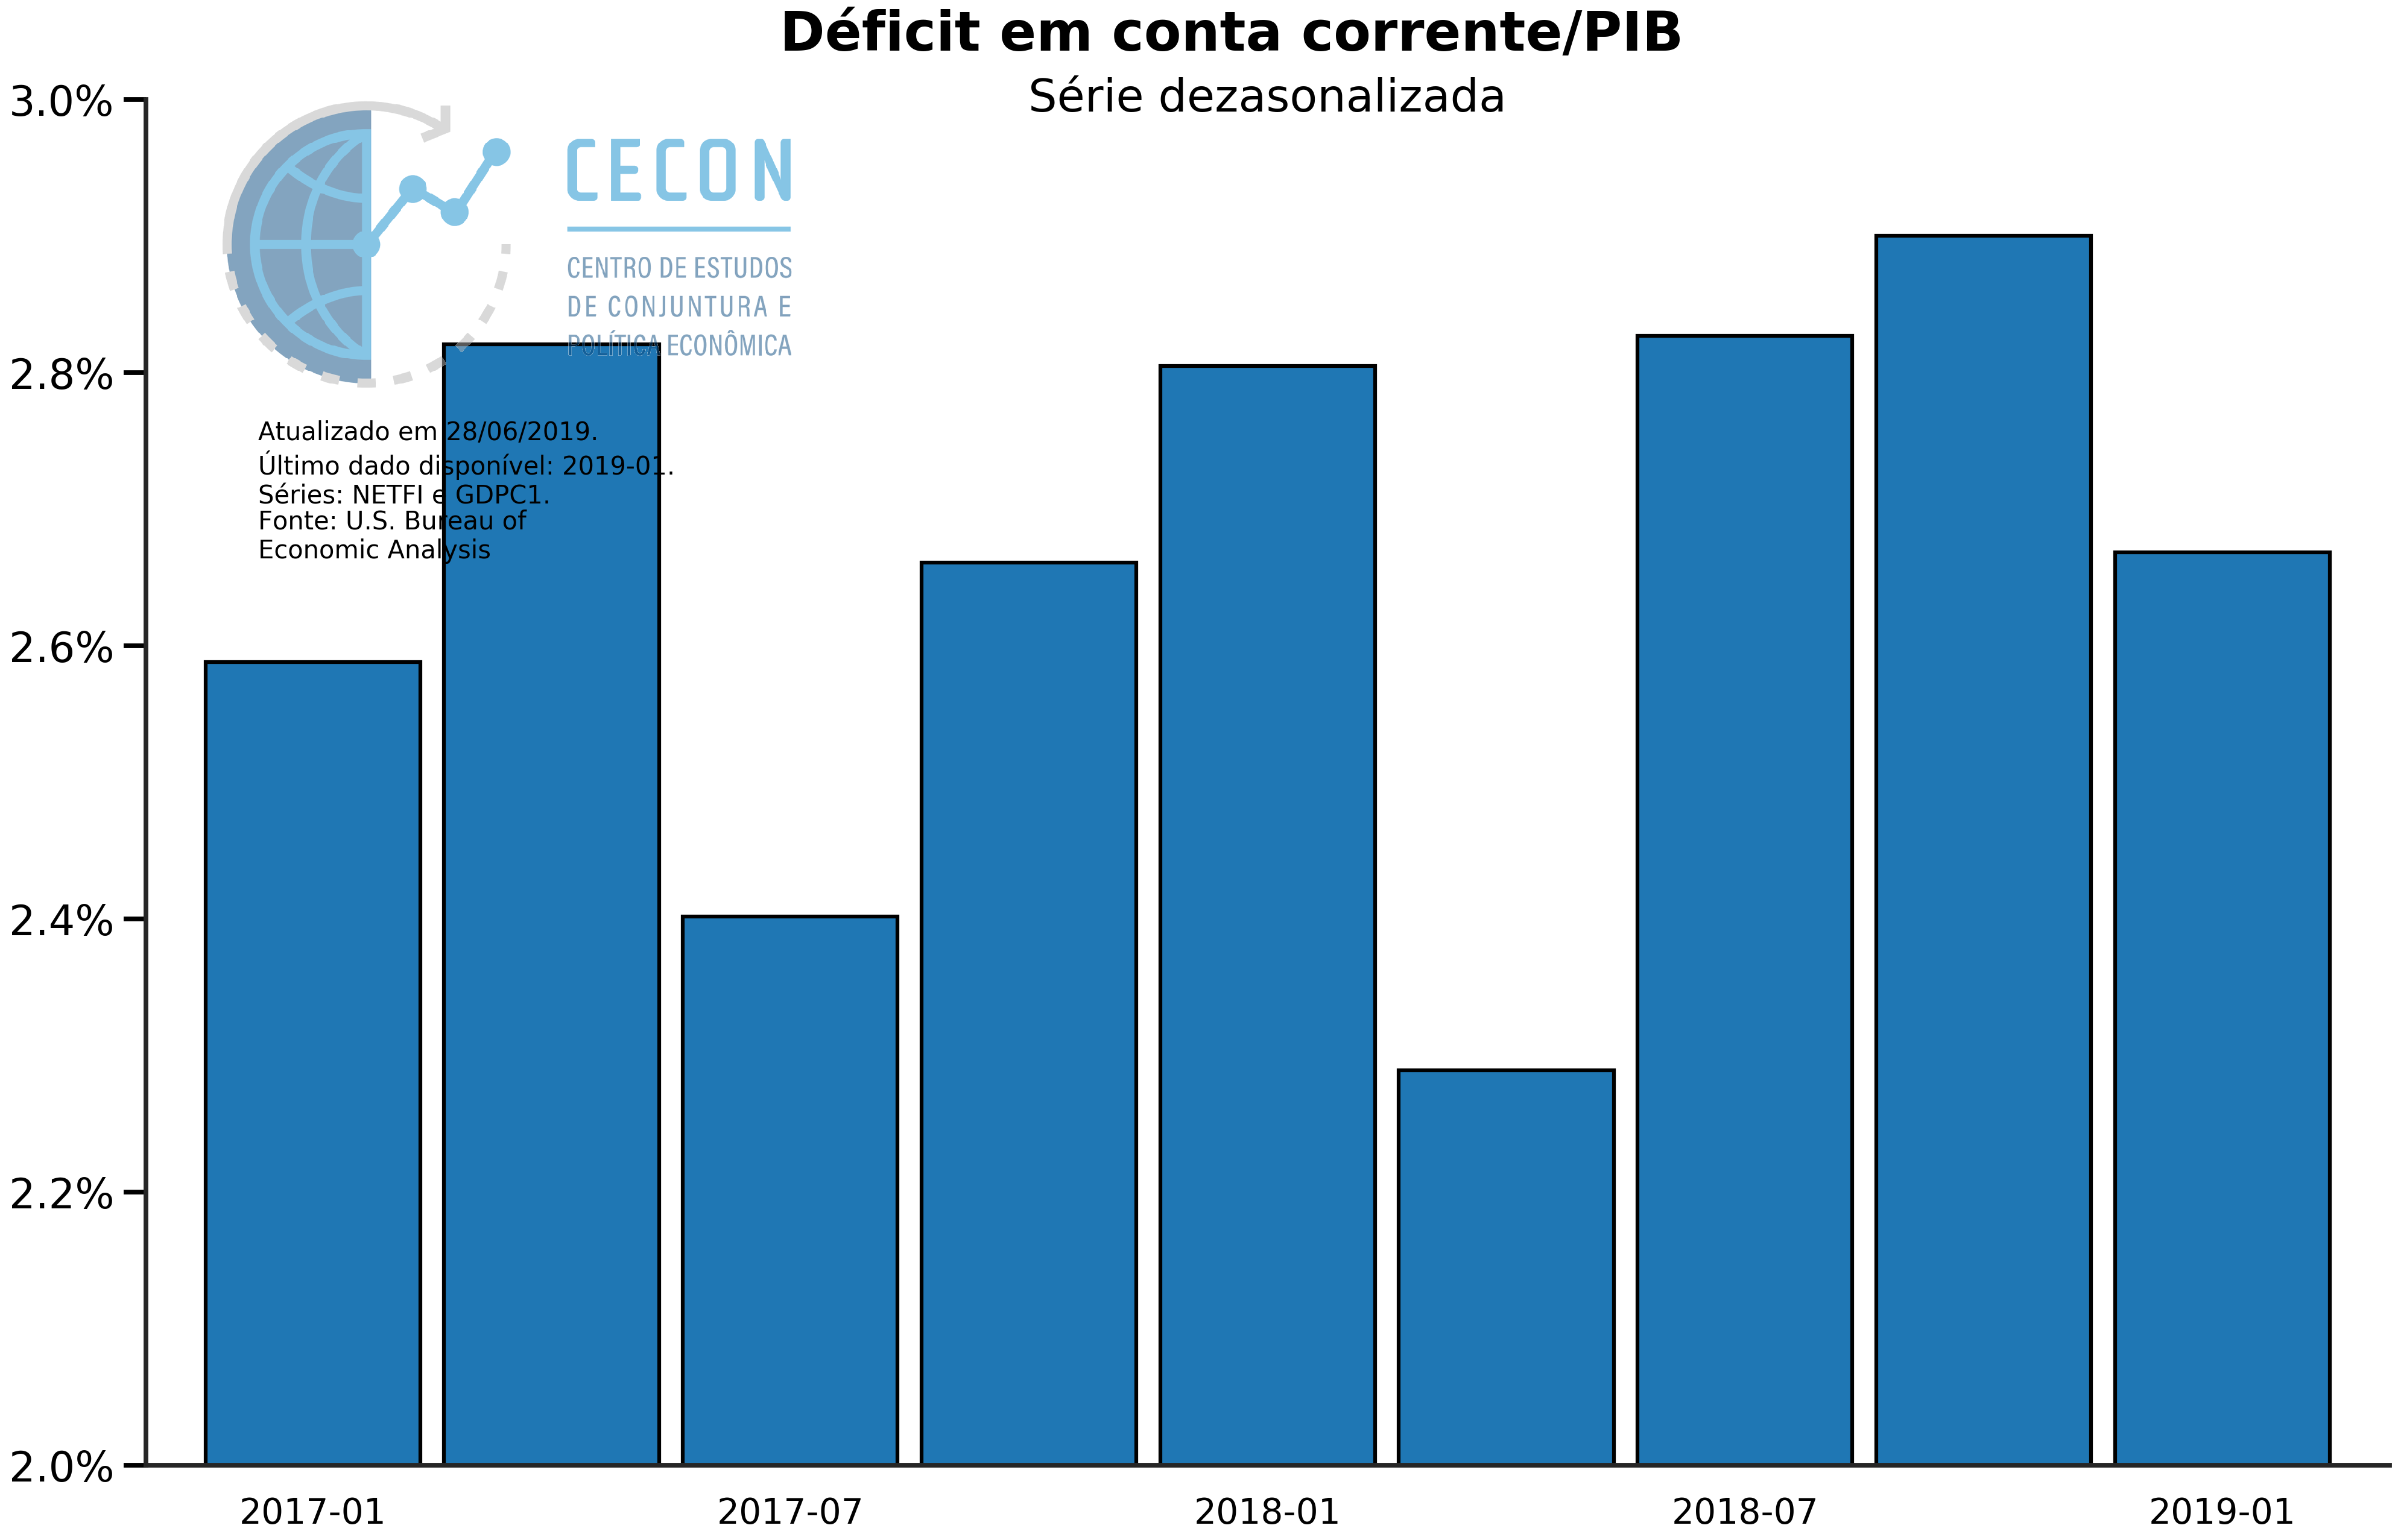 Déficit em conta corrente/PIB
Série dezasonalizada
3.0%
CECON
CENTRO DE ESTUDOS
DE CONJUNTURA E
POLÍTICA ECONÔMICA
2.8%
Atualizado em 28/06/2019.
Último dado disponível: 2019-01.
Séries: NETFI e GDPC1.
Fonte: U.S. Bureau of
Economic Analysis
2.6%
2.4%
2.2%
2.0%
2017-01 2017-07 2018-01 2018-07 2019-01